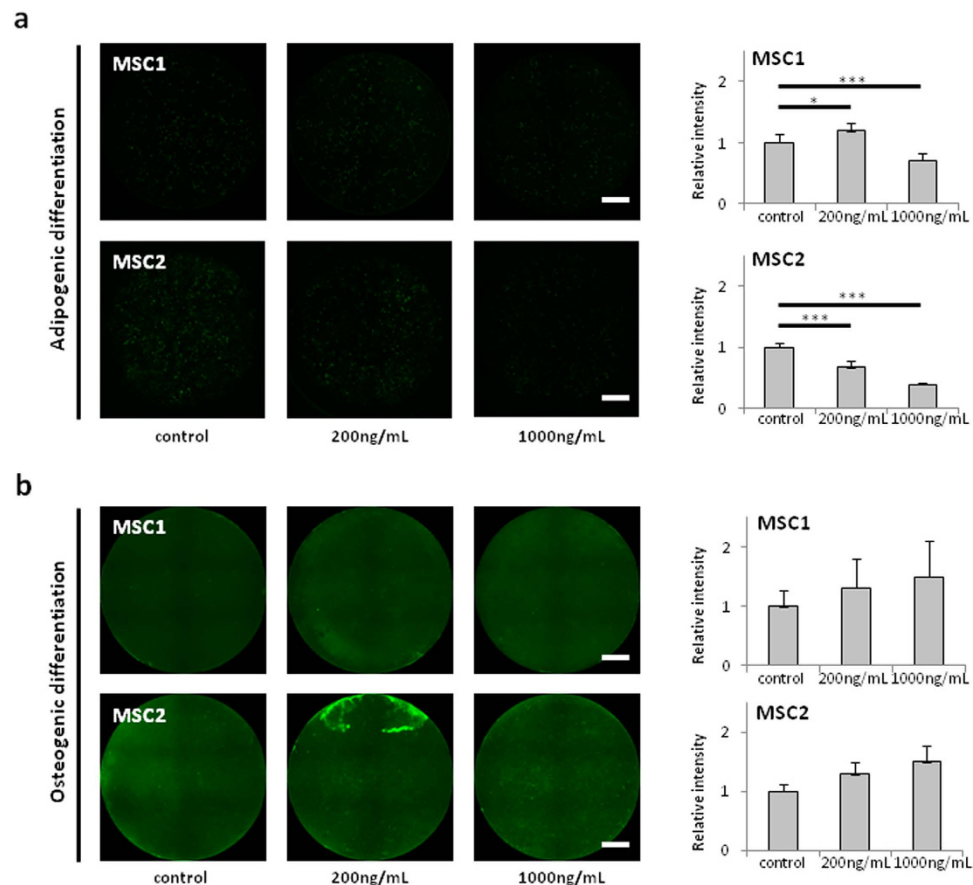 a
Adipogenic differentiation
MSC1
MSC2
control
200ng/mL
1000ng/mL
MSC1
Relative intensity
2
1
0
***
*
control
200ng/mL
1000ng/mL
MSC2
Relative intensity
2
1
0
***
***
control
200ng/mL
1000ng/mL
b
Osteogenic differentiation
MSC1
MSC2
control
200ng/mL
1000ng/mL
MSC1
Relative intensity
2
1
0
control
200ng/mL
1000ng/mL
MSC2
Relative intensity
2
1
0
control
200ng/mL
1000ng/mL